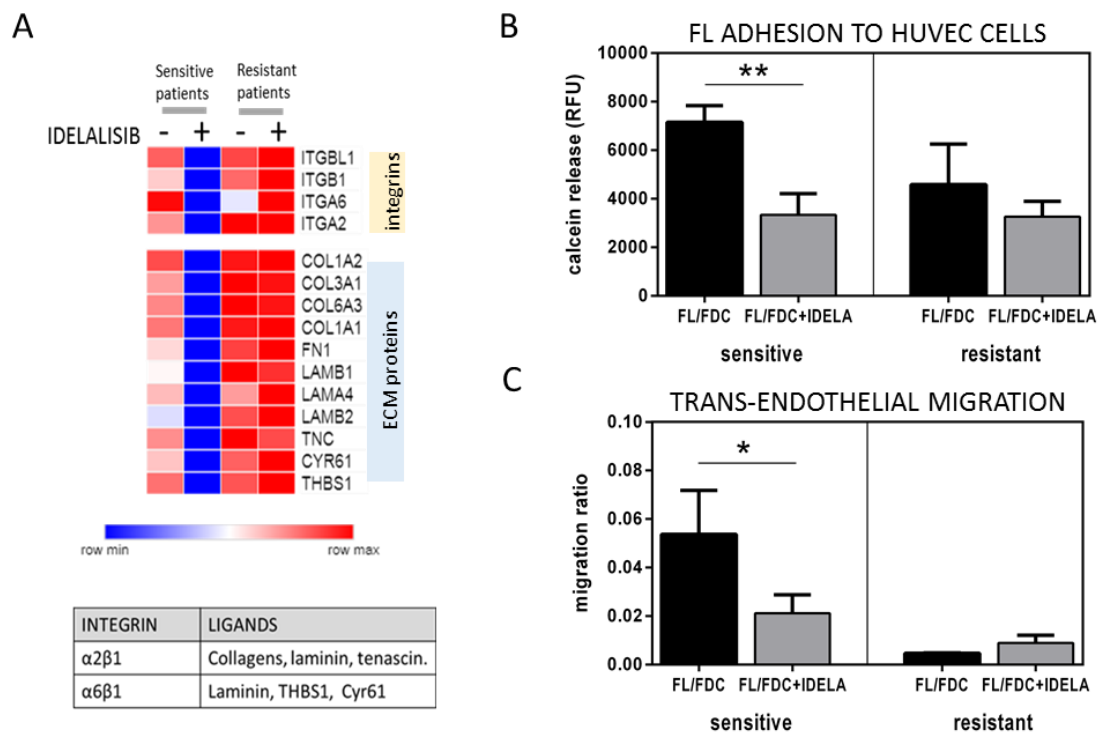 A
Sensitive patients
Resistant patients
IDELALISIB - + - +
ITGBL1
ITGB1
ITGA6
ITGA2
integrins
COL1A2
COL3A1
COL6A3
COL1A1
FN1
LAMB1
LAMA4
LAMB2
TNC
CYR61
THBS1
ECM proteins
row min
row max
INTEGRIN LIGANDS
α2β1 Collagens, laminin, tenascin.
α6β1 Laminin, THBS1, Cyr61
B
FL ADHESION TO HUVEC CELLS
calcein release (RFU)
10000
8000
6000
4000
2000
0
**
FL/FDC FL/FDC+IDELA FL/FDC FL/FDC+IDELA
sensitive resistant
C
TRANS-ENDOTHELIAL MIGRATION
migration ratio
0.10
0.08
0.06
0.04
0.02
0.00
*
FL/FDC FL/FDC+IDELA FL/FDC FL/FDC+IDELA
sensitive resistant